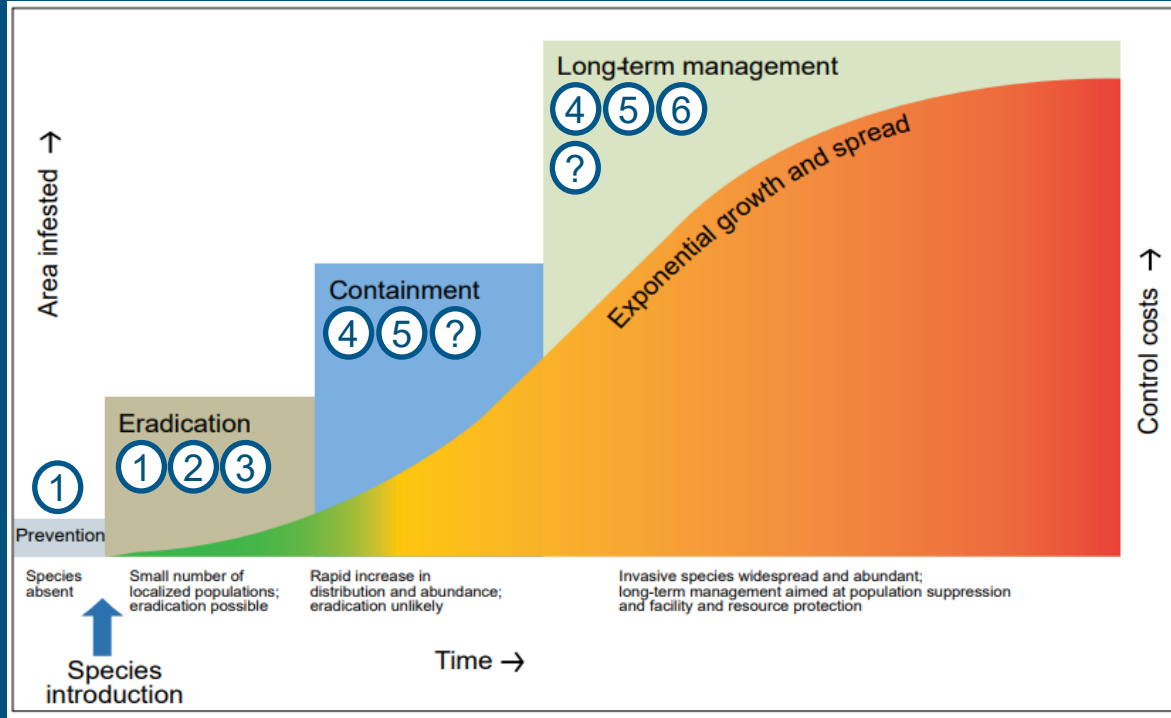 Long-term management
4 5 6
?
Area infested →
Exponential growth and spread
Containment
4 5 ?
Control costs →
Eradication
1 2 3
1
Prevention
Species
absent
Small number of
localized populations;
eradication possible
Rapid increase in
distribution and abundance;
eradication unlikely
Invasive species widespread and abundant;
long-term management aimed at population suppression
and facility and resource protection
Time →
Species
introduction